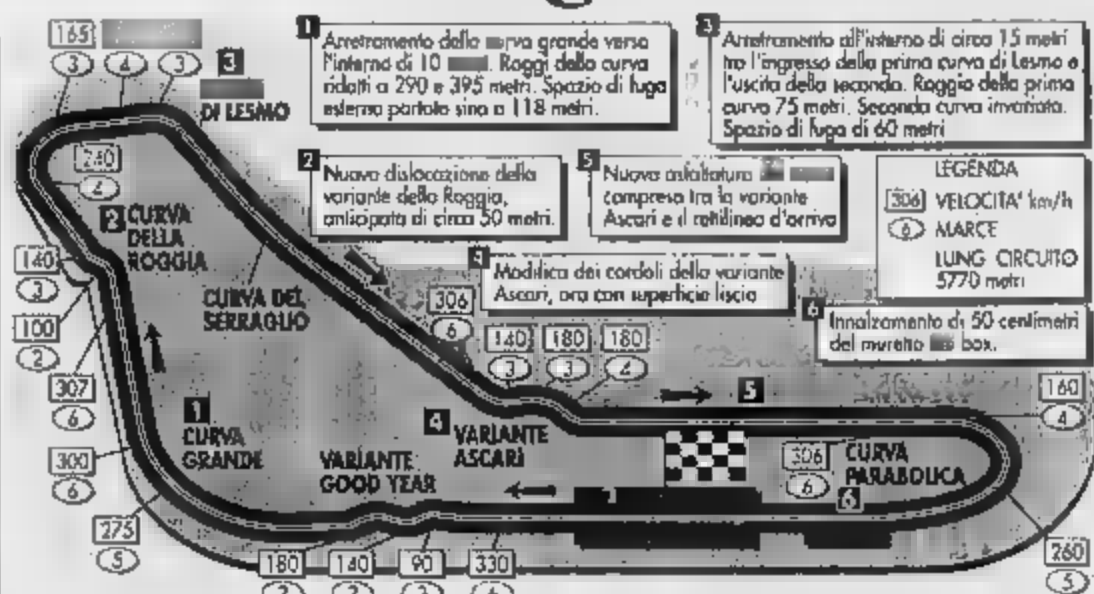 1
Arretramento della curva grande verso
l'interno di 10
Raggi della curva
ridotti a 290 e 395 metri. Spazio di fuga
esterna portato sino a 118 metri.
3
Arretramento all'interno di circa 15 metri
tra l'ingresso della prima curva di Lesmo e
l'uscita della seconda. Raggio della prima
curva 75 metri. Seconda curva invariata.
Spazio di fuga di 60 metri
2
Nuova dislocazione della
variante della Roggia,
anticipata di circa 50 metri.
5
Nuova asfaltatura
compreso tra la variante
Ascari e il rettilineo d'arrivo
LEGENDA
306 VELOCITA' km/h
6 MARCE
LUNG CIRCUITO
5770 metri
4
Modifica dei cordoli della variante
Ascari, ora con superficie liscia
6
Innalzamento di 50 centimetri
del muretto box.
165
3
4
3
3
DI LESMO
240
4
2 CURVA
DELLA
ROGGIA
140
3
100
2
307
6
300
6
275
5
CURVA DEL
SERRAGLIO
306
6
140
3
180
3
180
4
1
CURVA
GRANDE
VARIANTE
GOOD YEAR
4 VARIANTE
ASCARI
5
160
4
306
6
CURVA
PARABOLICA
6
260
5
180
140
90
330